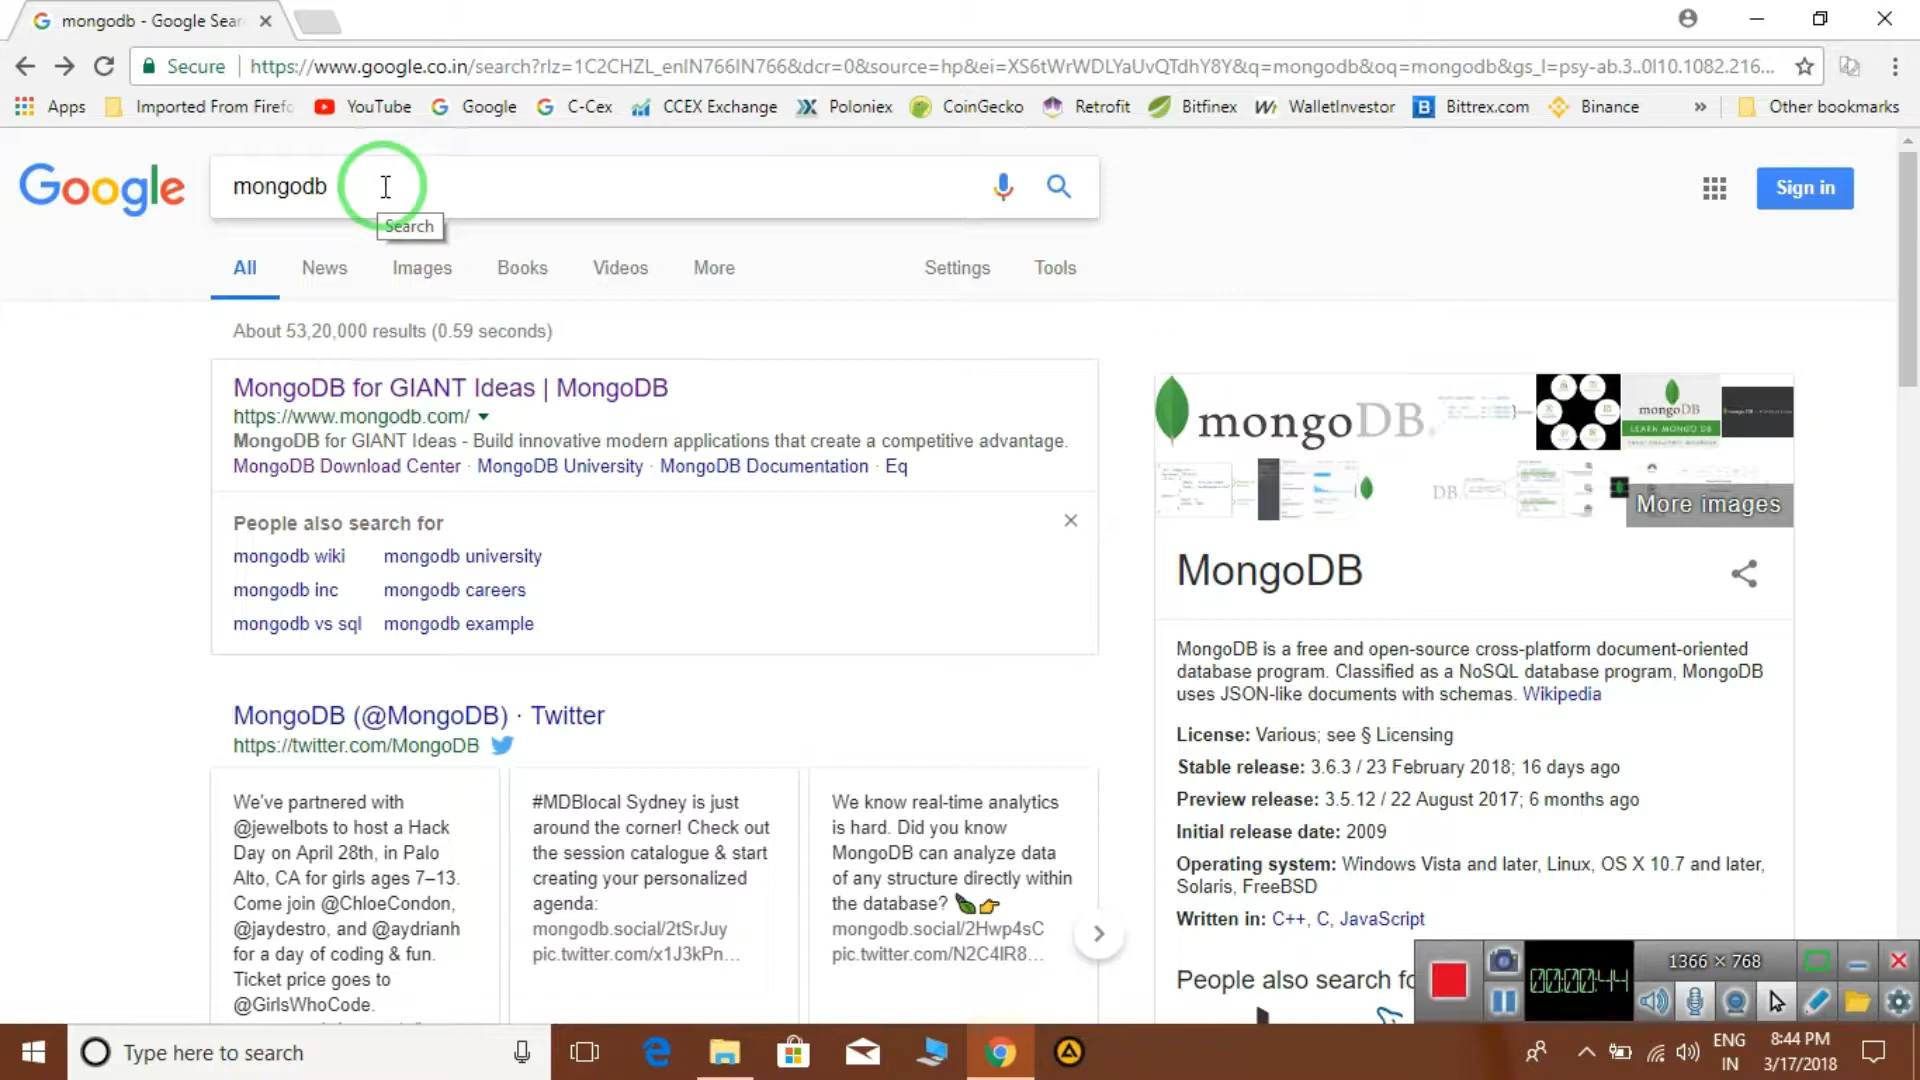 mongodb - Google Sear
Secure
https://www.google.co.in/search?rlz=1C2CHZL_enIN766IN766&dcr=0&source=hp&ei=XS6tWrWDLYaUvQTdhY8Y&q=mongodb&oq=mongodb&gs_l=psy-ab.3..0l10.1082.216...
Apps Imported From Firefo YouTube Google C-Cex CCEX Exchange Poloniex CoinGecko Retrofit Bitfinex WalletInvestor Bittrex.com Binance » Other bookmarks
Google
mongodb
Sign in
Search
All News Images Books Videos More Settings Tools
About 53,20,000 results (0.59 seconds)
MongoDB for GIANT Ideas | MongoDB
https://www.mongodb.com/
MongoDB for GIANT Ideas - Build innovative modern applications that create a competitive advantage.
MongoDB Download Center · MongoDB University · MongoDB Documentation · Eq
People also search for
mongodb wiki mongodb university
mongodb inc mongodb careers
mongodb vs sql mongodb example
MongoDB (@MongoDB) · Twitter
https://twitter.com/MongoDB
We've partnered with
@jewelbots to host a Hack
Day on April 28th, in Palo
Alto, CA for girls ages 7–13.
Come join @ChloeCondon,
@jaydestro, and @aydrianh
for a day of coding & fun.
Ticket price goes to
@GirlsWhoCode.
#MDBlocal Sydney is just
around the corner! Check out
the session catalogue & start
creating your personalized
agenda:
mongodb.social/2tSrJuy
pic.twitter.com/x1J3kPn...
We know real-time analytics
is hard. Did you know
MongoDB can analyze data
of any structure directly within
the database? 🍃👉
mongodb.social/2Hwp4sC
pic.twitter.com/N2C4lR8...
mongoDB.
mongoDB
LEARN MONGO DB
DB.
More images
MongoDB
MongoDB is a free and open-source cross-platform document-oriented
database program. Classified as a NoSQL database program, MongoDB
uses JSON-like documents with schemas. Wikipedia
License: Various; see § Licensing
Stable release: 3.6.3 / 23 February 2018; 16 days ago
Preview release: 3.5.12 / 22 August 2017; 6 months ago
Initial release date: 2009
Operating system: Windows Vista and later, Linux, OS X 10.7 and later,
Solaris, FreeBSD
Written in: C++, C, JavaScript
People also search fo
00:00:44
1366 × 768
Type here to search
ENG
IN
8:44 PM
3/17/2018